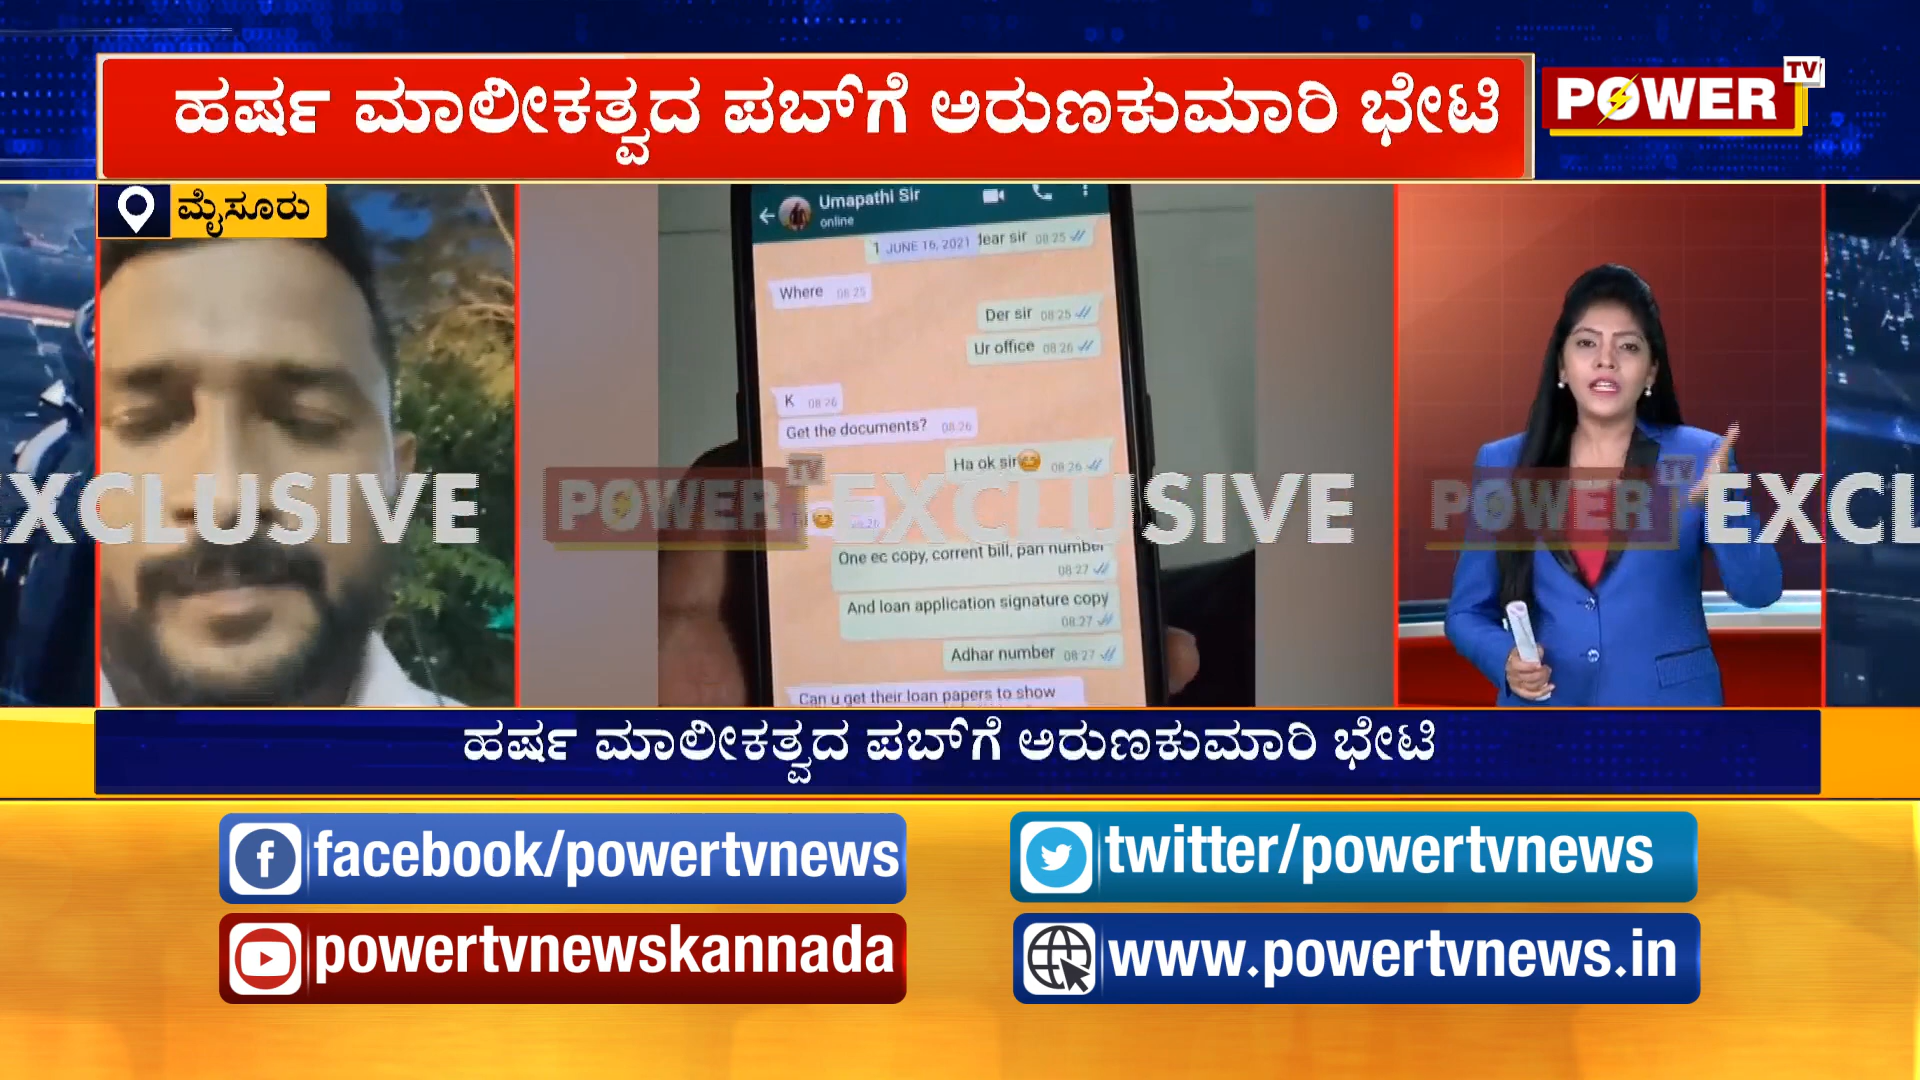 ಹರ್ಷ ಮಾಲೀಕತ್ವದ ಪಬ್‌ಗೆ ಅರುಣಕುಮಾರಿ ಭೇಟಿ
POWER TV
ಮೈಸೂರು
Umapathi Sir
online
JUNE 16, 2021
dear sir 08:25
Where 08:25
Der sir 08:25
Ur office 08:26
K 08:26
Get the documents? 08:26
Ha ok sir 08:26
EXCLUSIVE
POWER TV EXCLUSIVE
POWER TV EXCL
One ec copy, corrent bill, pan number
08:27
And loan application signature copy
08:27
Adhar number 08:27
Can u get their loan papers to show
ಹರ್ಷ ಮಾಲೀಕತ್ವದ ಪಬ್‌ಗೆ ಅರುಣಕುಮಾರಿ ಭೇಟಿ
facebook/powertvnews
twitter/powertvnews
powertvnewskannada
www.powertvnews.in